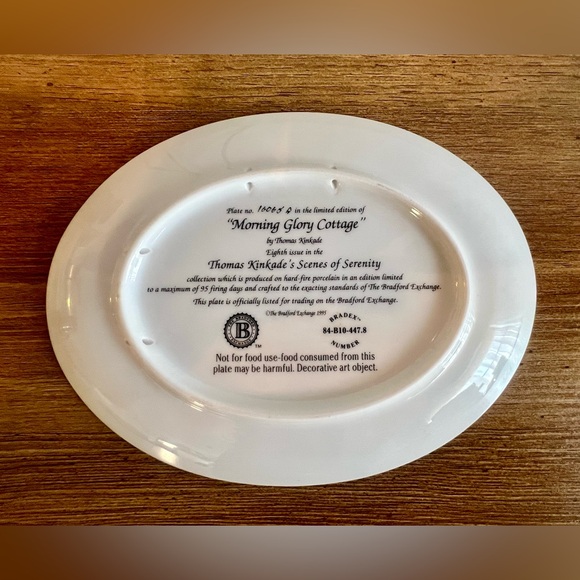 Plate no. in the limited edition of
"Morning Glory Cottage"
by Thomas Kinkade
Eighth issue in the
Thomas Kinkade's Scenes of Serenity
collection which is produced on hard-fire porcelain in an edition limited
to a maximum of 95 firing days and crafted to the exacting standards of The Bradford Exchange.
This plate is officially listed for trading on the Bradford Exchange.
©The Bradford Exchange 1995
B
TM
BRADEX
84-B10-447.8
NUMBER
Not for food use-food consumed from this
plate may be harmful. Decorative art object.